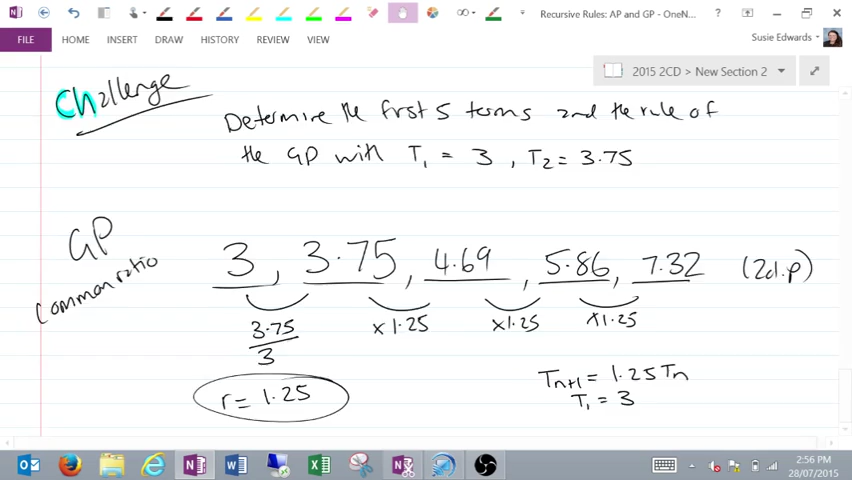 Recursive Rules: AP and GP - OneN...
Susie Edwards
FILE HOME INSERT DRAW HISTORY REVIEW VIEW
2015 2CD > New Section 2
Challenge
Determine the first 5 terms and the rule of
the GP with T₁ = 3, T₂ = 3.75
GP
Common ratio
3, 3.75, 4.69, 5.86, 7.32 (2d.p)
3.75/3 ×1.25 ×1.25 ×1.25
r = 1.25
Tₙ₊₁ = 1.25Tₙ
T₁ = 3
2:56 PM
28/07/2015